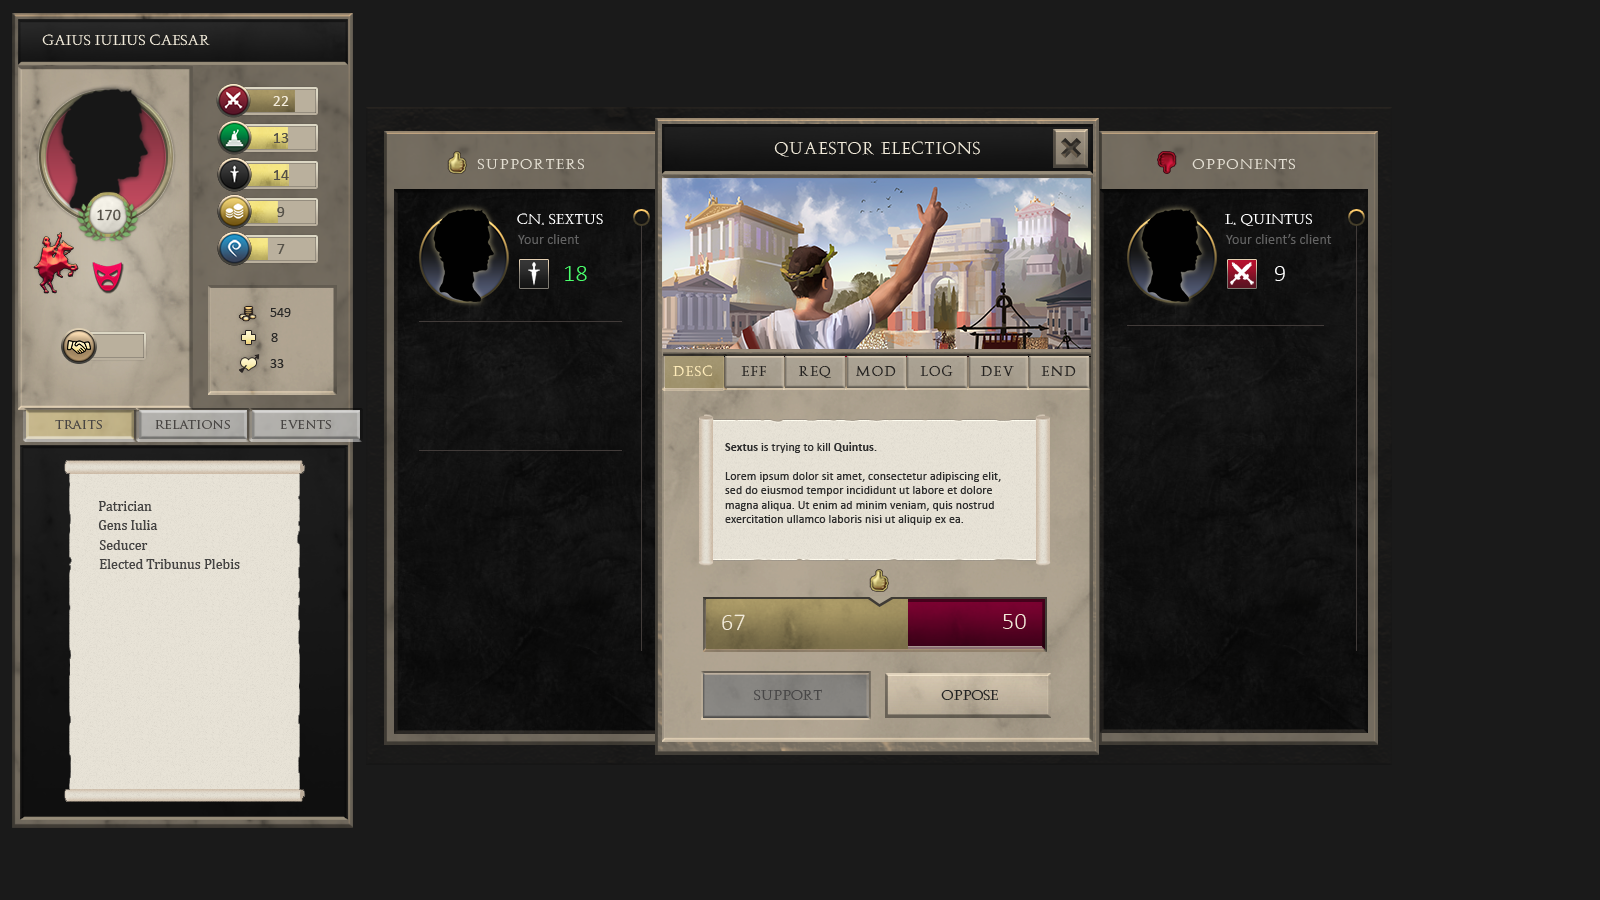 GAIUS IULIUS CAESAR
22
13
14
9
7
170
549
8
33
TRAITS
RELATIONS
EVENTS
Patrician
Gens Iulia
Seducer
Elected Tribunus Plebis
SUPPORTERS
CN. SEXTUS
Your client
18
QUAESTOR ELECTIONS
DESC
EFF
REQ
MOD
LOG
DEV
END
Sextus is trying to kill Quintus.
Lorem ipsum dolor sit amet, consectetur adipiscing elit,
sed do eiusmod tempor incididunt ut labore et dolore
magna aliqua. Ut enim ad minim veniam, quis nostrud
exercitation ullamco laboris nisi ut aliquip ex ea.
67
50
SUPPORT
OPPOSE
OPPONENTS
L. QUINTUS
Your client's client
9